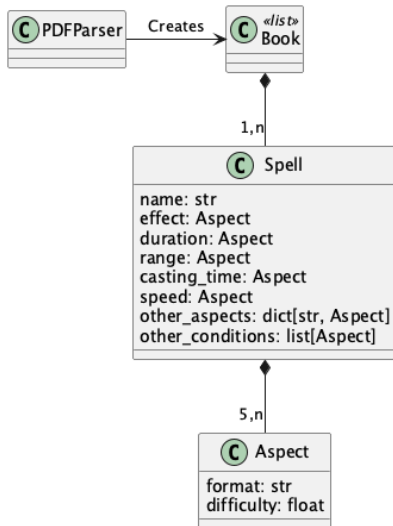 C PDFParser
Creates
«list»
C Book
1,n
C Spell
name: str
effect: Aspect
duration: Aspect
range: Aspect
casting_time: Aspect
speed: Aspect
other_aspects: dict[str, Aspect]
other_conditions: list[Aspect]
5,n
C Aspect
format: str
difficulty: float